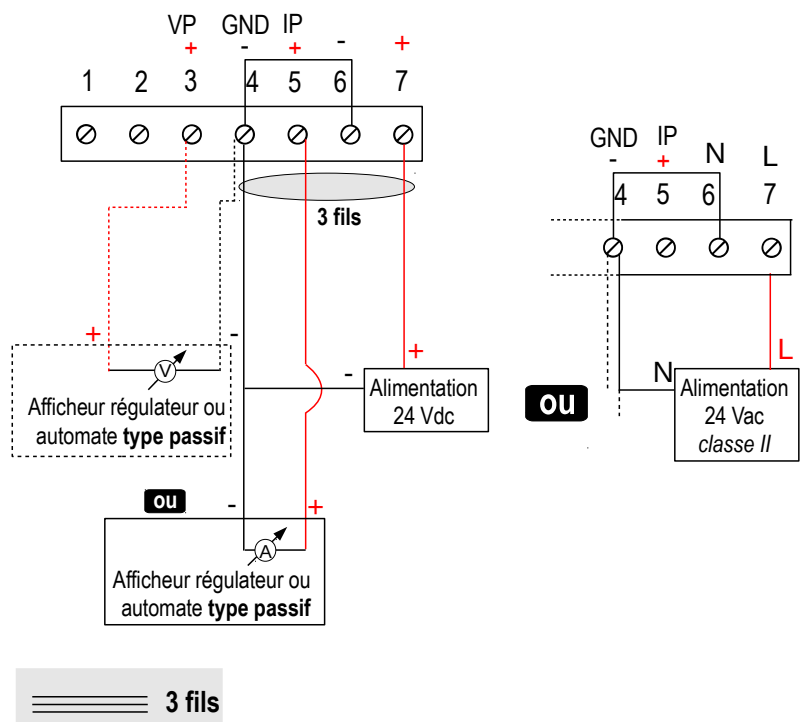 VP GND IP
+ - + - +
1 2 3 4 5 6 7
3 fils
+ -
V
Afficheur régulateur ou
automate type passif
- +
Alimentation
24 Vdc
ou
- +
A
Afficheur régulateur ou
automate type passif
3 fils
ou
GND IP N L
- +
4 5 6 7
N L
Alimentation
24 Vac
classe II